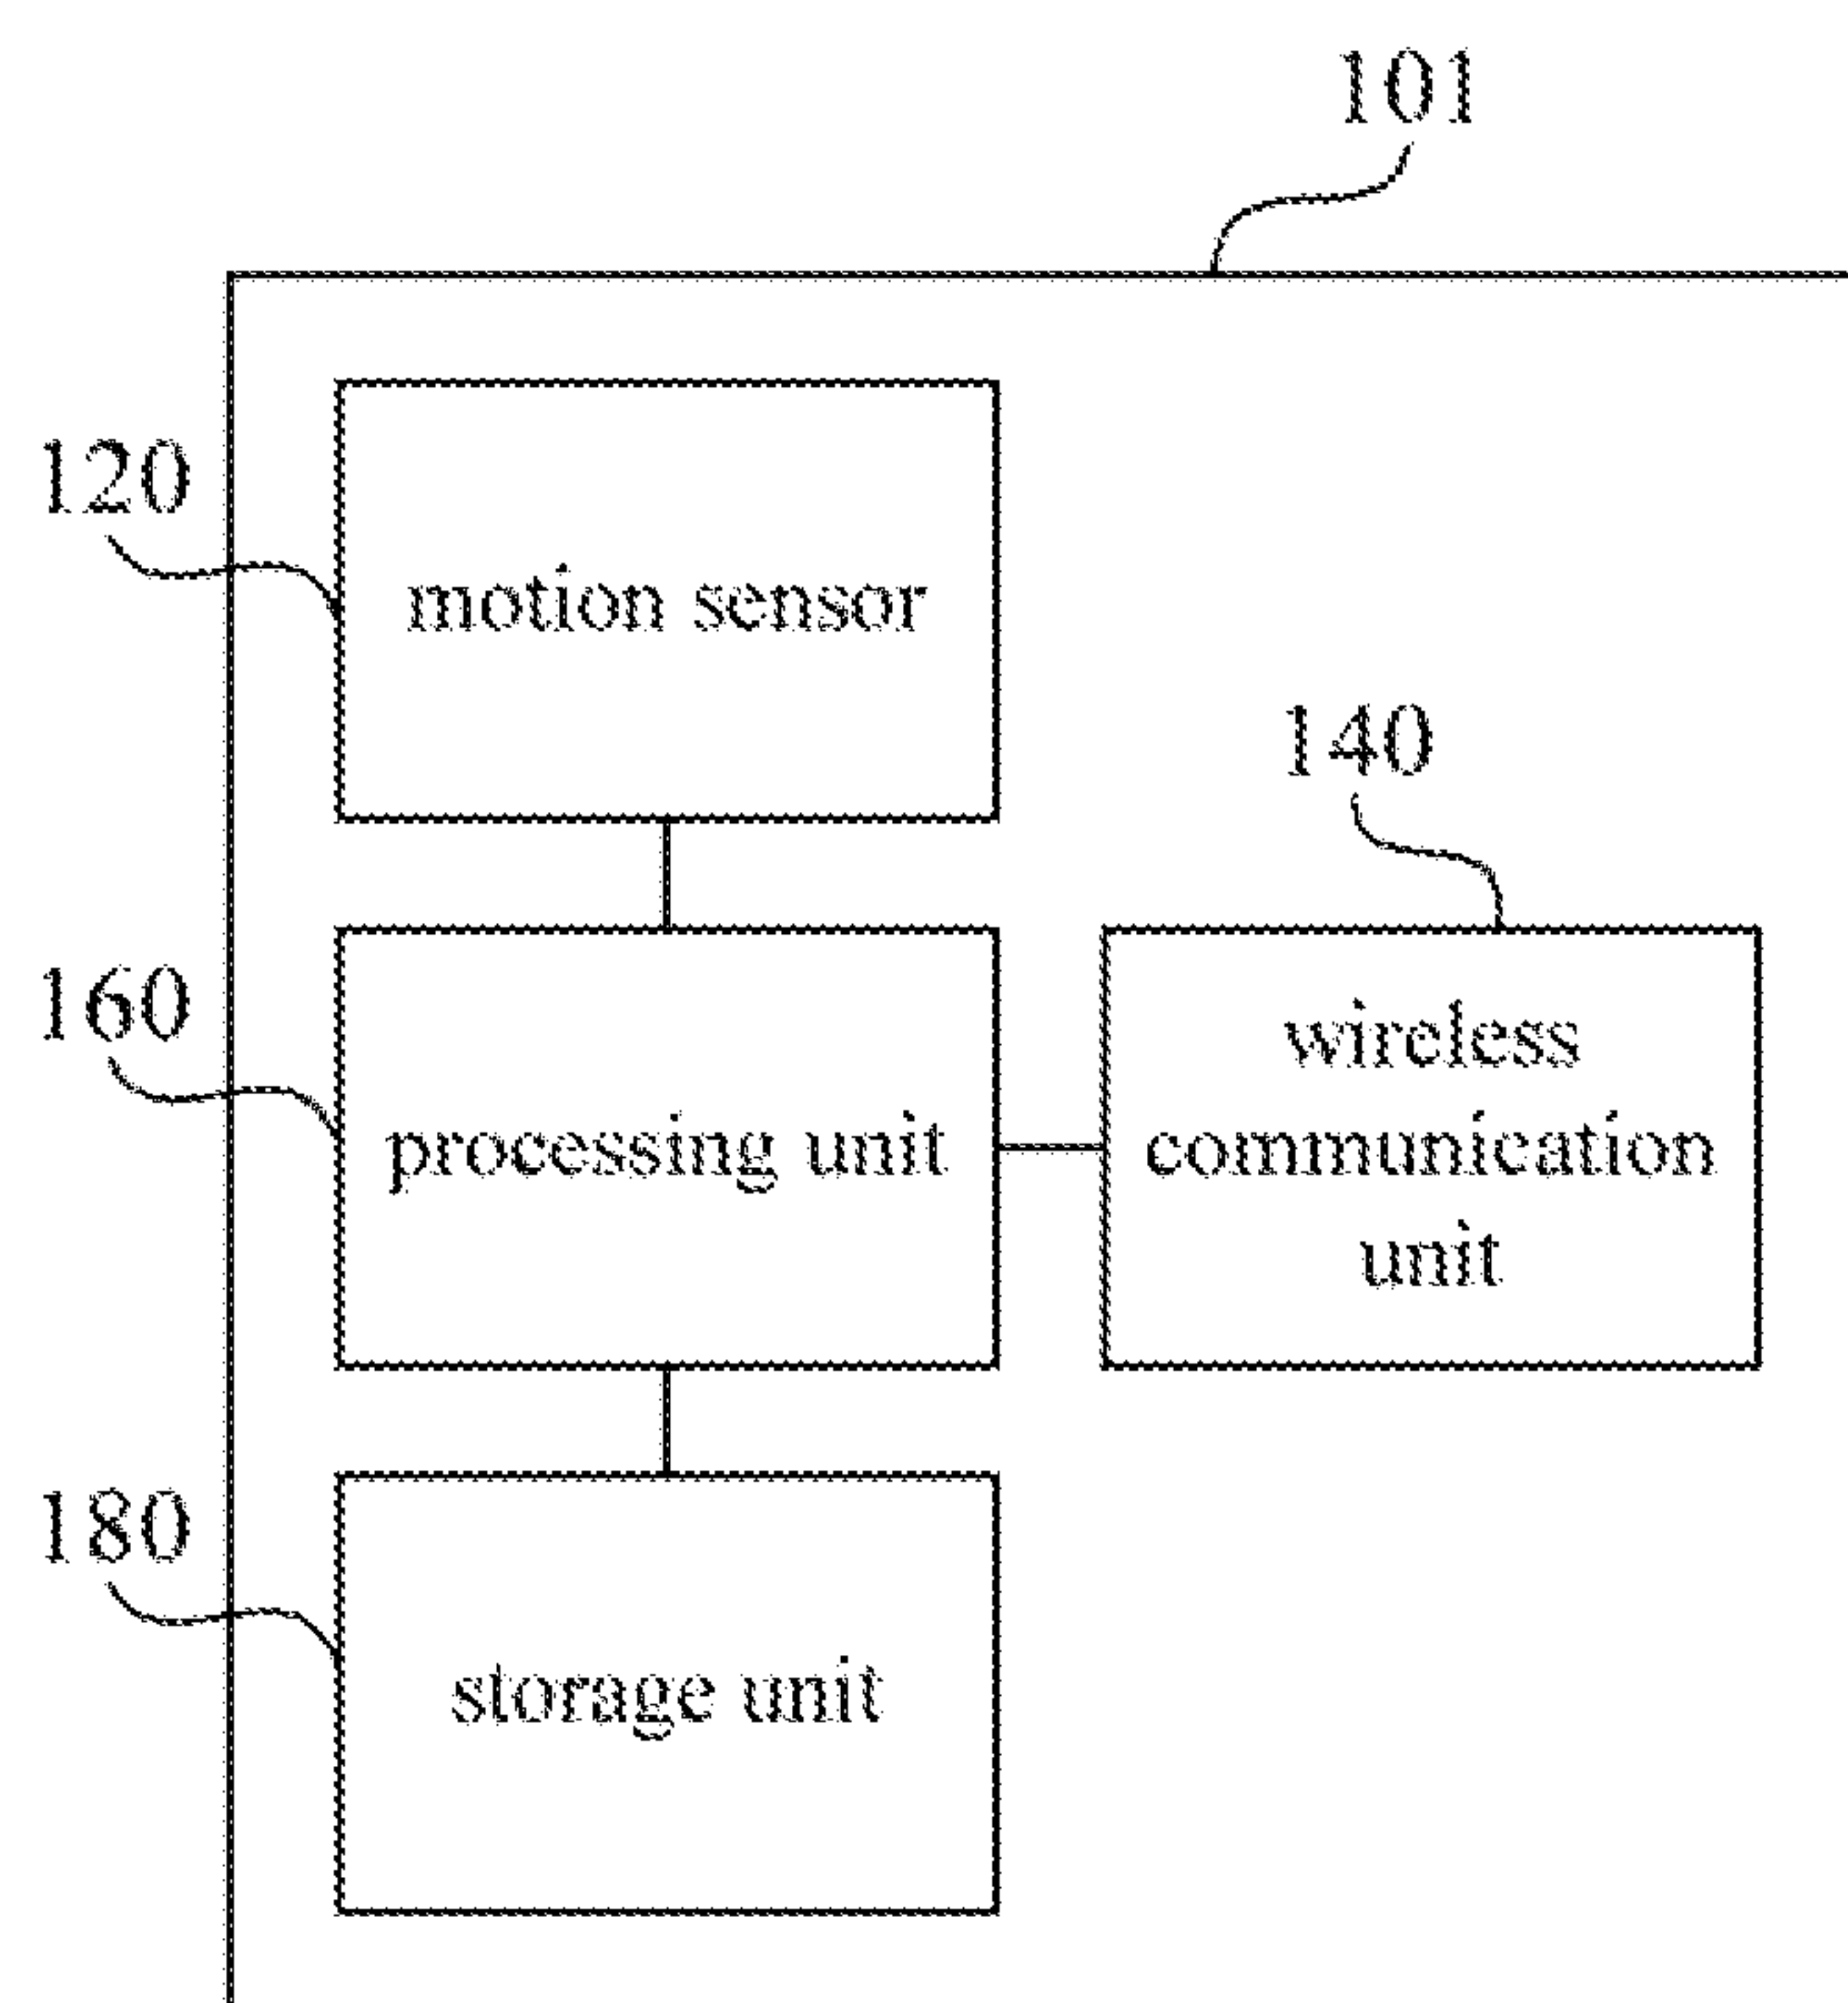 101
120
motion sensor
140
160
processing unit
wireless
communication
unit
180
storage unit